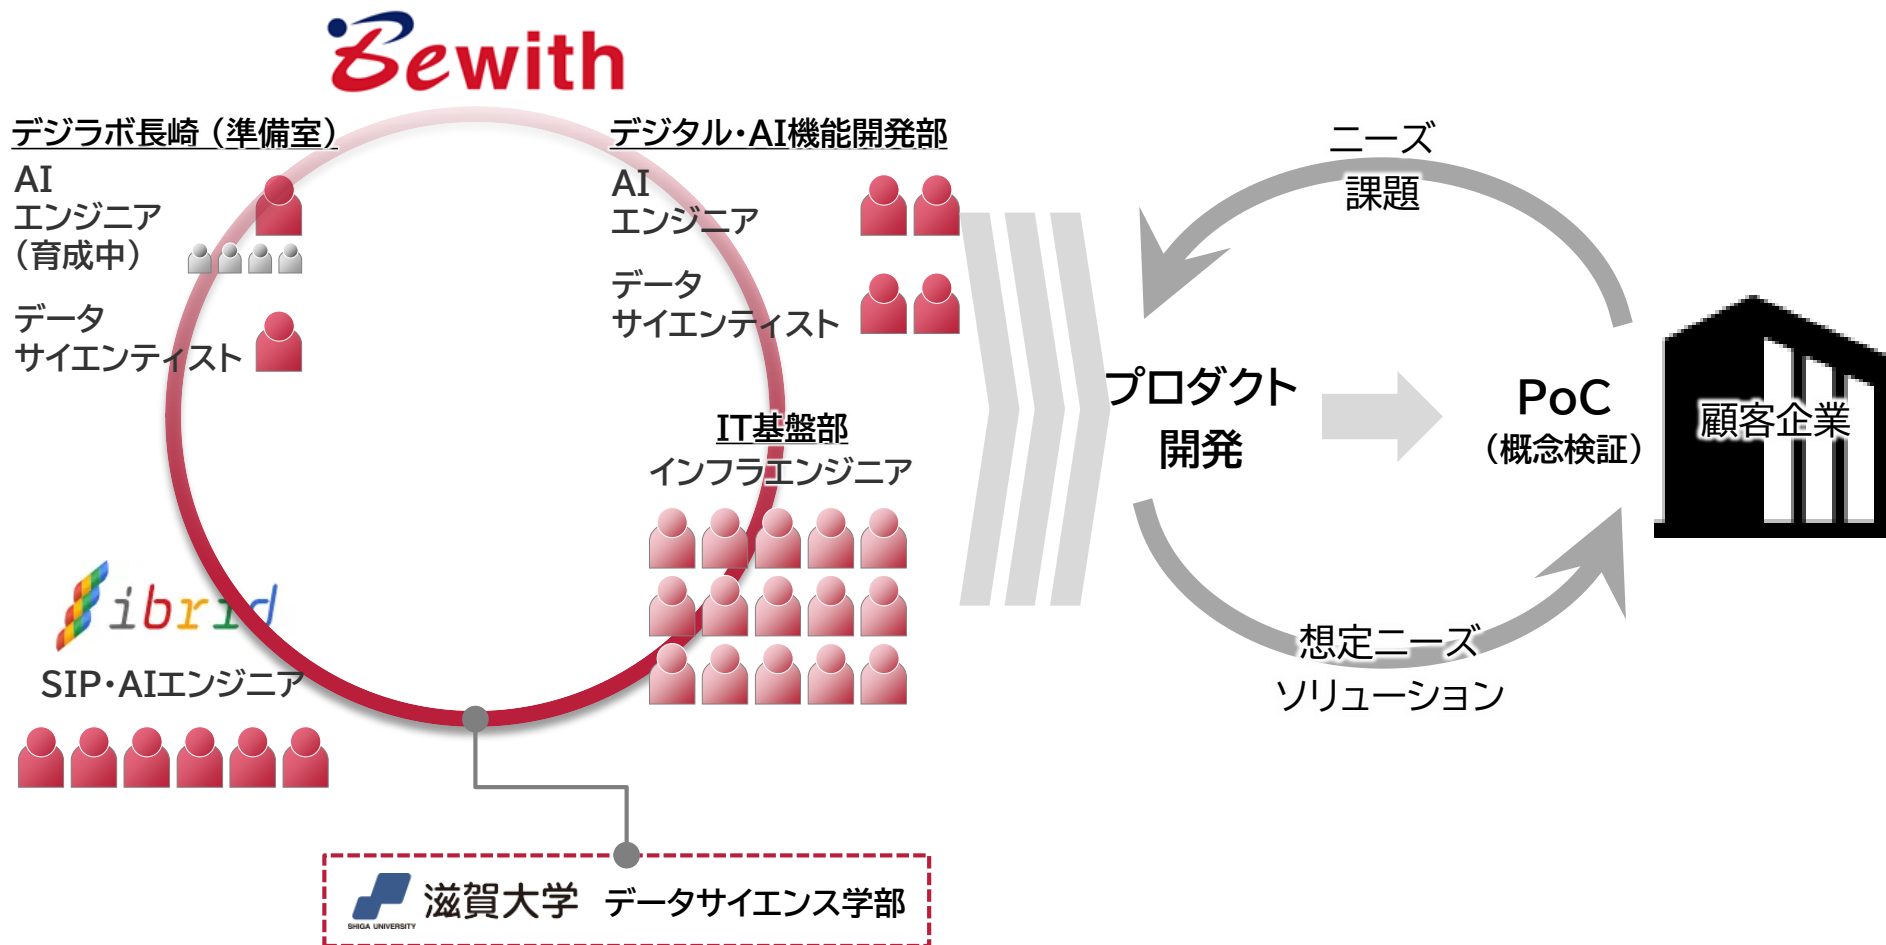 Bewith
デジラボ長崎（準備室）
AI
エンジニア
（育成中）
データ
サイエンティスト
デジタル・AI機能開発部
AI
エンジニア
データ
サイエンティスト
IT基盤部
インフラエンジニア
ibrid
SIP・AIエンジニア
SHIGA UNIVERSITY
滋賀大学
データサイエンス学部
ニーズ
課題
プロダクト
開発
PoC
（概念検証）
顧客企業
想定ニーズ
ソリューション